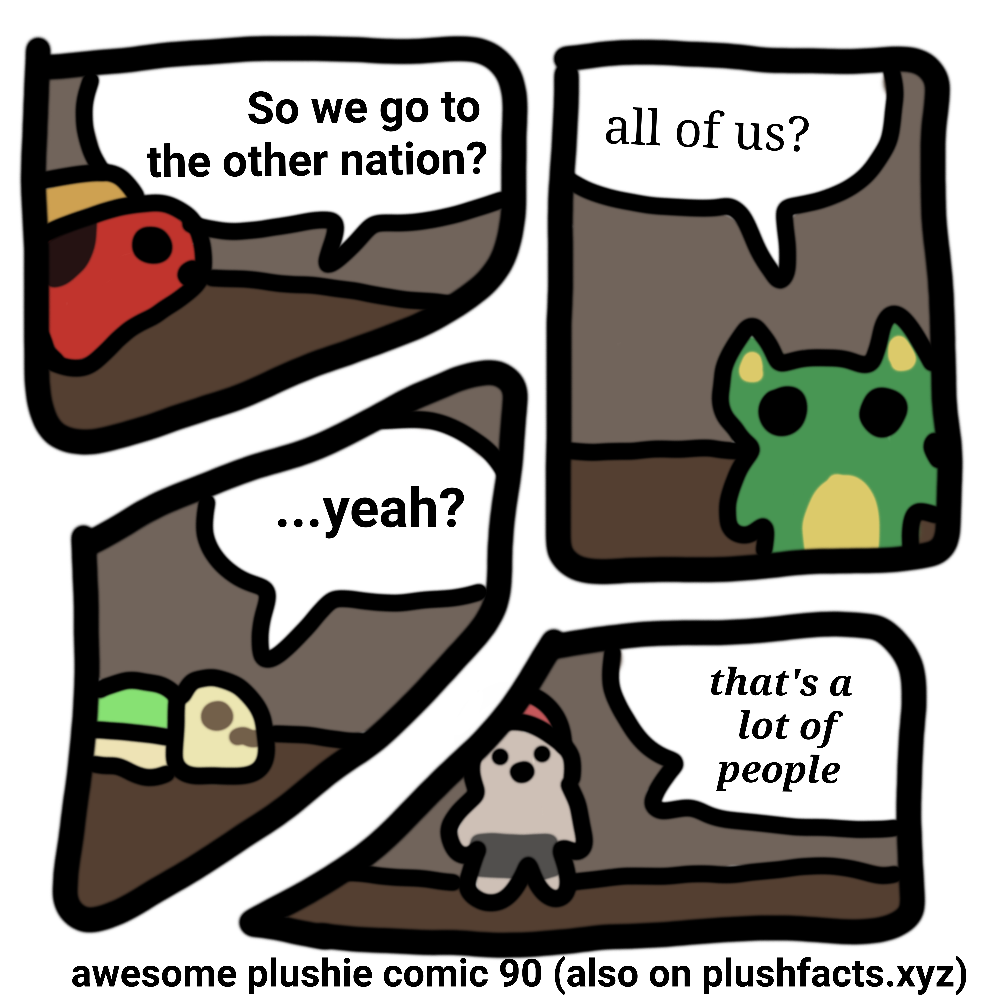 So we go to
the other nation?
all of us?
...yeah?
that's a
lot of
people
awesome plushie comic 90 (also on plushfacts.xyz)